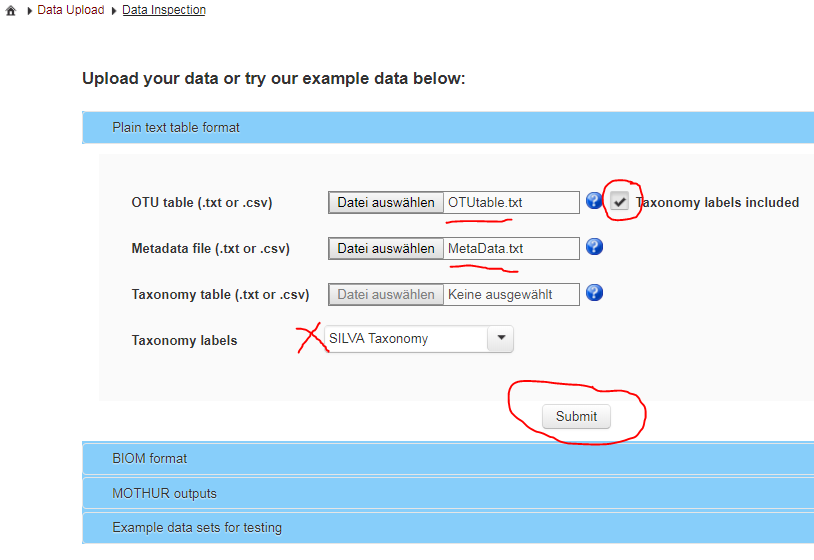 Data Upload Data Inspection
Upload your data or try our example data below:
Plain text table format
OTU table (.txt or .csv) Datei auswählen OTUtable.txt ? Taxonomy labels included
Metadata file (.txt or .csv) Datei auswählen MetaData.txt ?
Taxonomy table (.txt or .csv) Datei auswählen Keine ausgewählt ?
Taxonomy labels SILVA Taxonomy
Submit
BIOM format
MOTHUR outputs
Example data sets for testing